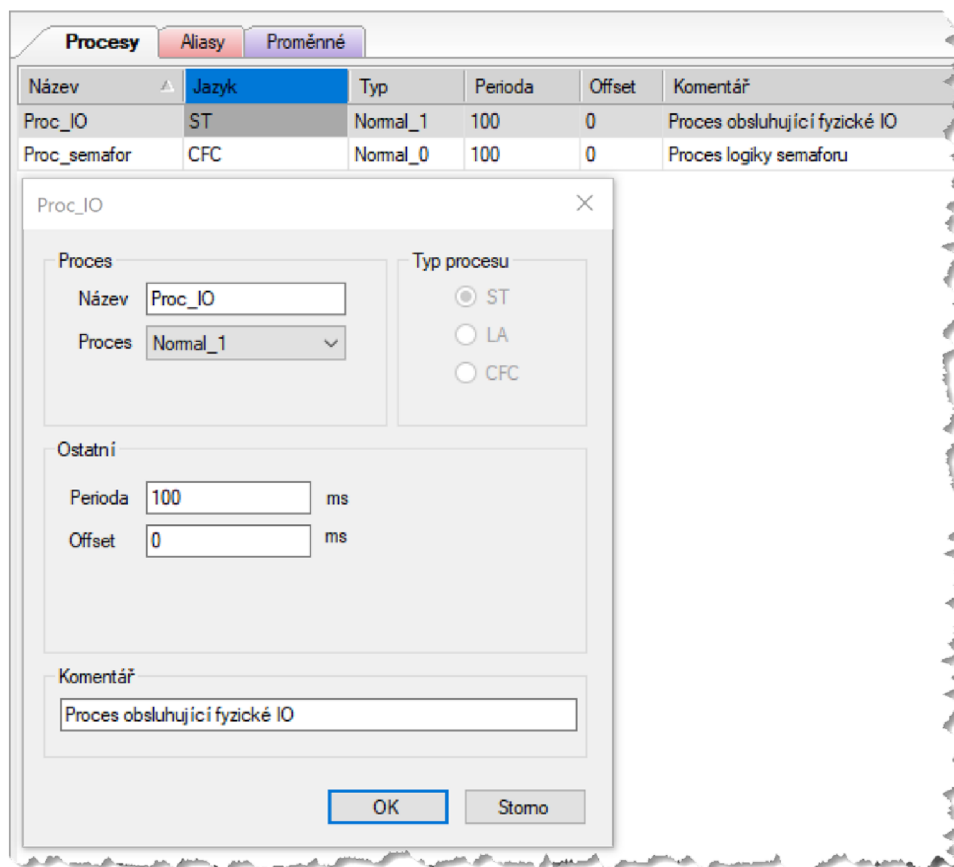 Procesy Aliasy Proměnné
Název Jazyk Typ Perioda Offset Komentář
Proc_IO ST Normal_1 100 0 Proces obsluhující fyzické IO
Proc_semafor CFC Normal_0 100 0 Proces logiky semaforu
Proc_IO
Proces
Název Proc_IO
Proces Normal_1
Typ procesu
ST
LA
CFC
Ostatní
Perioda 100 ms
Offset 0 ms
Komentář
Proces obsluhující fyzické IO
OK Storno